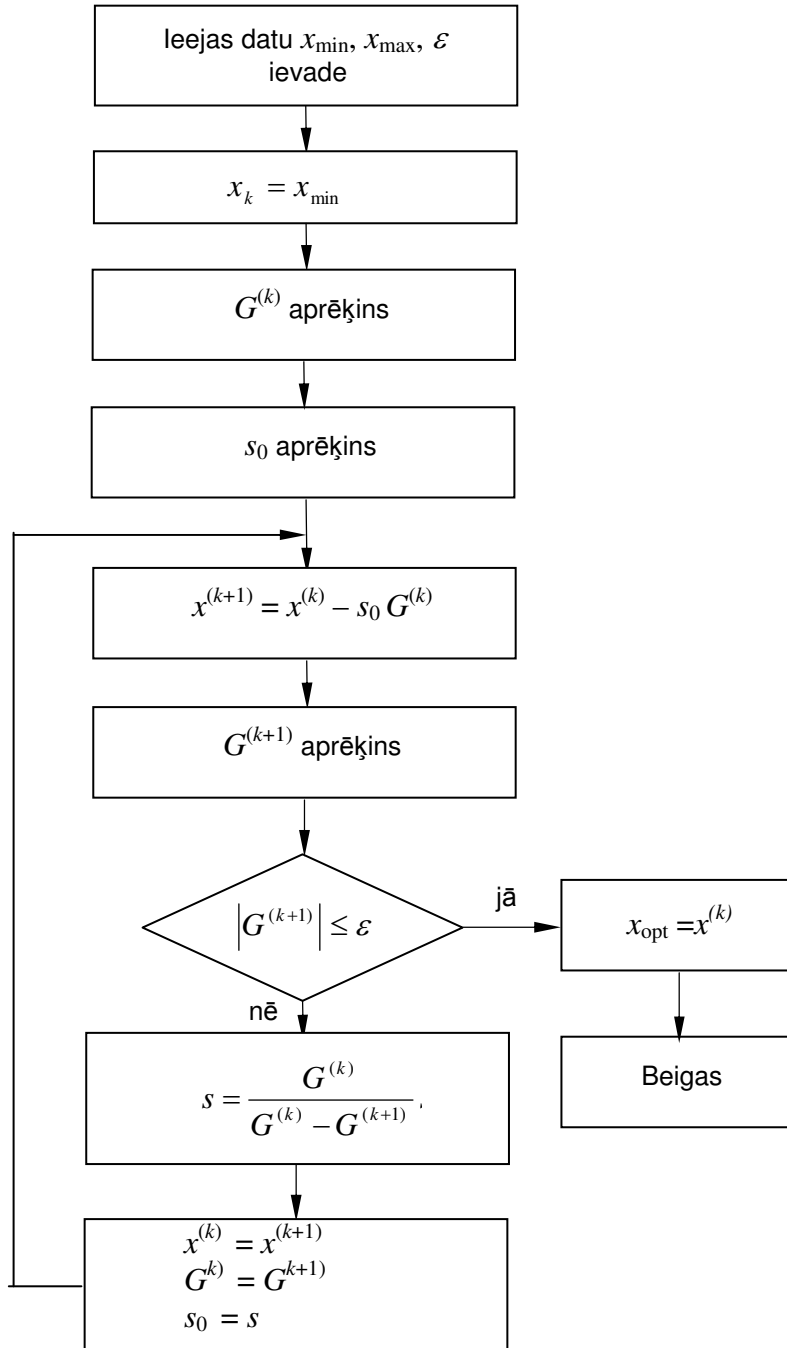 Ieejas datu x_min, x_max, ε
ievade
x_k = x_min
G^(k) aprēķins
s_0 aprēķins
x^(k+1) = x^(k) – s_0 G^(k)
G^(k+1) aprēķins
|G^(k+1)| ≤ ε
jā
x_opt =x^(k)
nē
Beigas
s = G^(k) / (G^(k) − G^(k+1)) .
x^(k) = x^(k+1)
G^k) = G^k+1)
s_0 = s